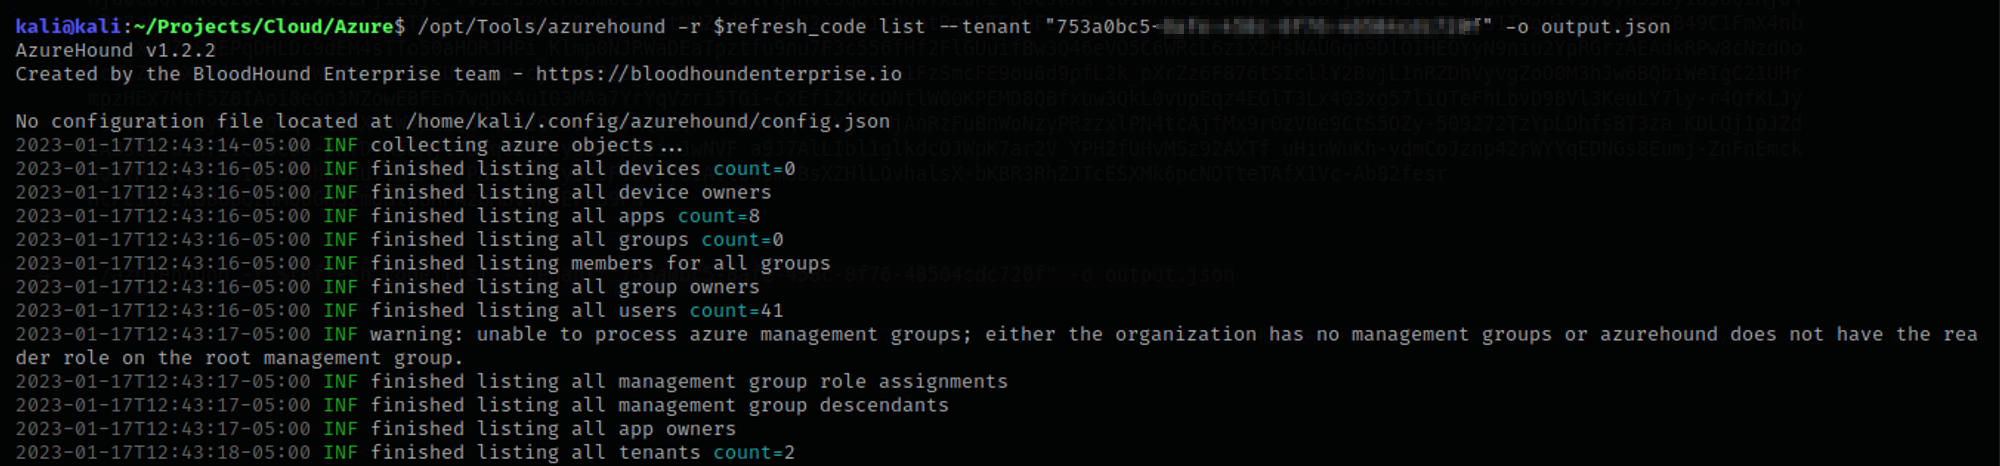 kali@kali:~/Projects/Cloud/Azure$ /opt/Tools/azurehound -r $refresh_code list --tenant "753a0bc5-" -o output.json
AzureHound v1.2.2
Created by the BloodHound Enterprise team - https://bloodhoundenterprise.io
No configuration file located at /home/kali/.config/azurehound/config.json
2023-01-17T12:43:14-05:00 INF collecting azure objects...
2023-01-17T12:43:16-05:00 INF finished listing all devices count=0
2023-01-17T12:43:16-05:00 INF finished listing all device owners
2023-01-17T12:43:16-05:00 INF finished listing all apps count=8
2023-01-17T12:43:16-05:00 INF finished listing all groups count=0
2023-01-17T12:43:16-05:00 INF finished listing members for all groups
2023-01-17T12:43:16-05:00 INF finished listing all group owners
2023-01-17T12:43:16-05:00 INF finished listing all users count=41
2023-01-17T12:43:17-05:00 INF warning: unable to process azure management groups; either the organization has no management groups or azurehound does not have the rea
der role on the root management group.
2023-01-17T12:43:17-05:00 INF finished listing all management group role assignments
2023-01-17T12:43:17-05:00 INF finished listing all management group descendants
2023-01-17T12:43:17-05:00 INF finished listing all app owners
2023-01-17T12:43:18-05:00 INF finished listing all tenants count=2